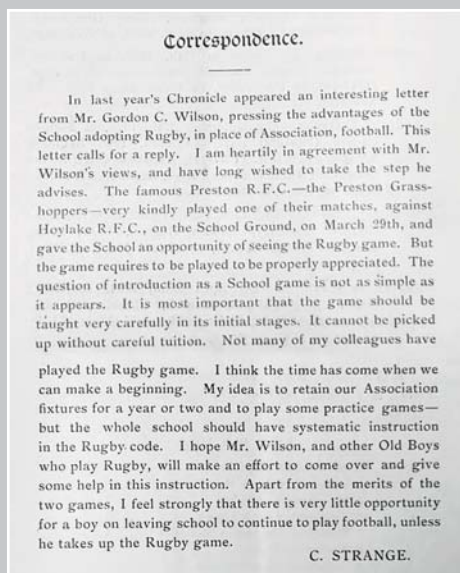 Correspondence.
In last year's Chronicle appeared an interesting letter
from Mr. Gordon C. Wilson, pressing the advantages of the
School adopting Rugby, in place of Association, football. This
letter calls for a reply. I am heartily in agreement with Mr.
Wilson's views, and have long wished to take the step he
advises. The famous Preston R.F.C.—the Preston Grass-
hoppers—very kindly played one of their matches, against
Hoylake R.F.C., on the School Ground, on March 29th, and
gave the School an opportunity of seeing the Rugby game. But
the game requires to be played to be properly appreciated. The
question of introduction as a School game is not as simple as
it appears. It is most important that the game should be
taught very carefully in its initial stages. It cannot be picked
up without careful tuition. Not many of my colleagues have
played the Rugby game. I think the time has come when we
can make a beginning. My idea is to retain our Association
fixtures for a year or two and to play some practice games—
but the whole school should have systematic instruction
in the Rugby code. I hope Mr. Wilson, and other Old Boys
who play Rugby, will make an effort to come over and give
some help in this instruction. Apart from the merits of the
two games, I feel strongly that there is very little opportunity
for a boy on leaving school to continue to play football, unless
he takes up the Rugby game.
C. STRANGE.